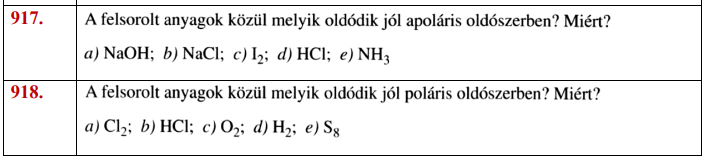 917. A felsorolt anyagok közül melyik oldódik jól apoláris oldószerben? Miért?
a) NaOH; b) NaCl; c) I₂; d) HCl; e) NH₃
918. A felsorolt anyagok közül melyik oldódik jól poláris oldószerben? Miért?
a) Cl₂; b) HCl; c) O₂; d) H₂; e) S₈